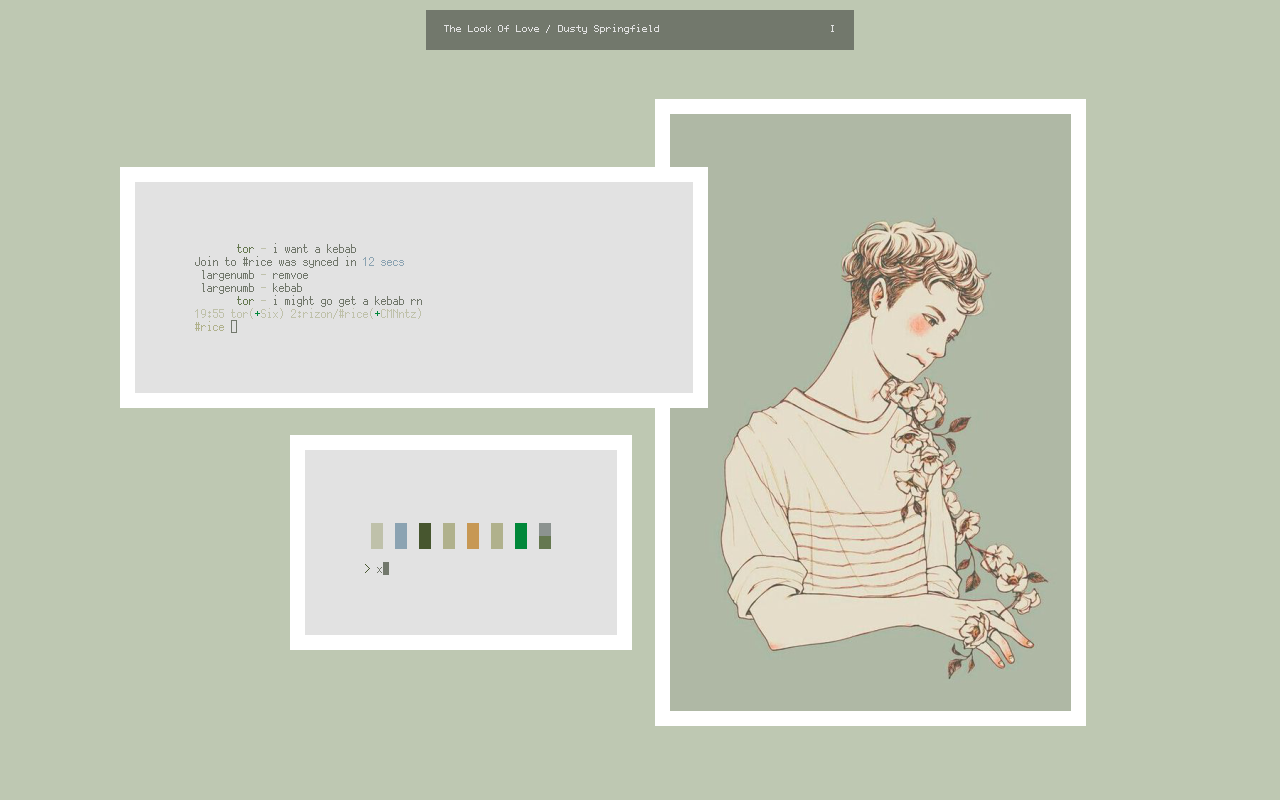 The Look Of Love / Dusty Springfield I
tor - i want a kebab
Join to #rice was synced in 12 secs
largenumb - remvoe
largenumb - kebab
tor - i might go get a kebab rn
19:55 tor(+Six) 2:rizon/#rice(+CMNntz)
#rice
> x